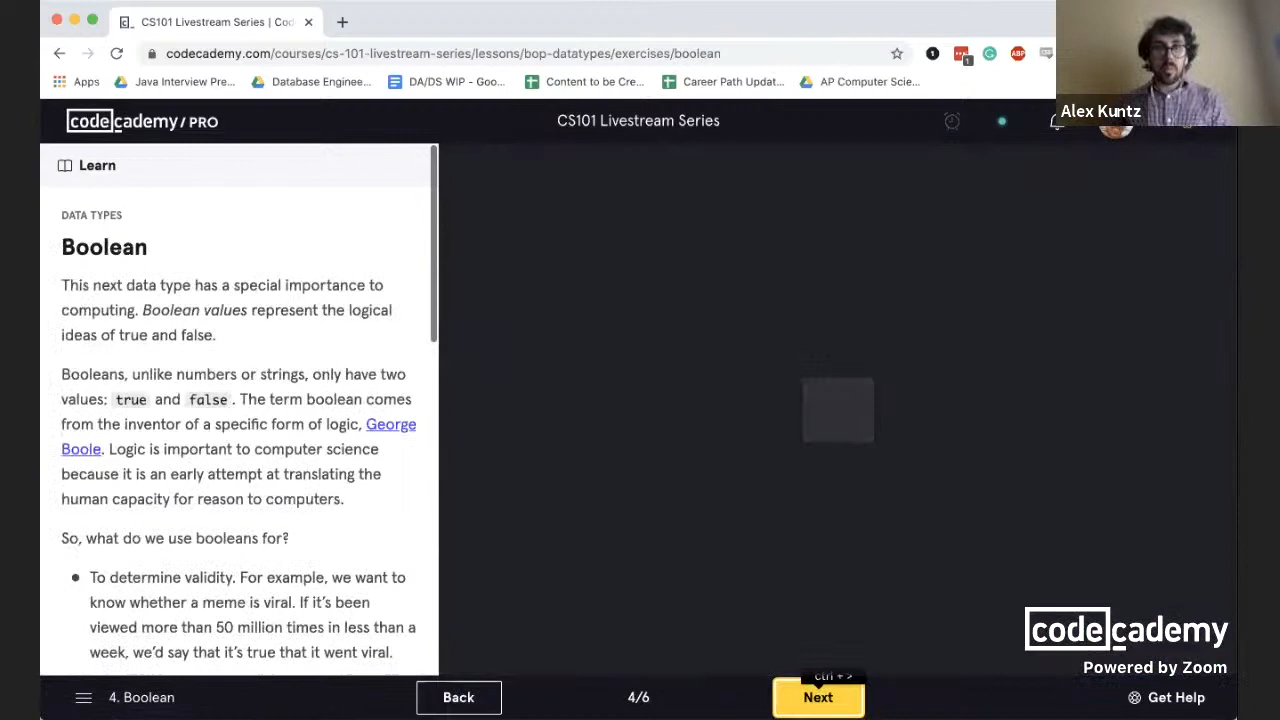 CS101 Livestream Series | Co
codecademy.com/courses/cs-101-livestream-series/lessons/bop-datatypes/exercises/boolean
1
1
ABP
Apps
Java Interview Pre...
Database Enginee...
DA/DS WIP - Goo...
Content to be Cre...
Career Path Updat...
AP Computer Scie...
Alex Kuntz
codecademy / PRO
CS101 Livestream Series
Learn
DATA TYPES
Boolean
This next data type has a special importance to
computing. Boolean values represent the logical
ideas of true and false.
Booleans, unlike numbers or strings, only have two
values: true and false. The term boolean comes
from the inventor of a specific form of logic, George
Boole. Logic is important to computer science
because it is an early attempt at translating the
human capacity for reason to computers.
So, what do we use booleans for?
To determine validity. For example, we want to
know whether a meme is viral. If it's been
viewed more than 50 million times in less than a
week, we'd say that it's true that it went viral.
codecademy
Powered by Zoom
4. Boolean
Back
4/6
ctrl + >
Next
Get Help